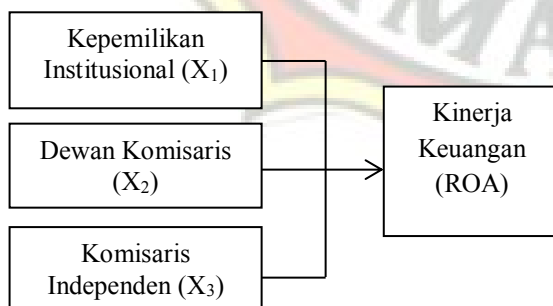 Kepemilikan
Institusional (X₁)
Dewan Komisaris
(X₂)
Komisaris
Independen (X₃)
Kinerja
Keuangan
(ROA)